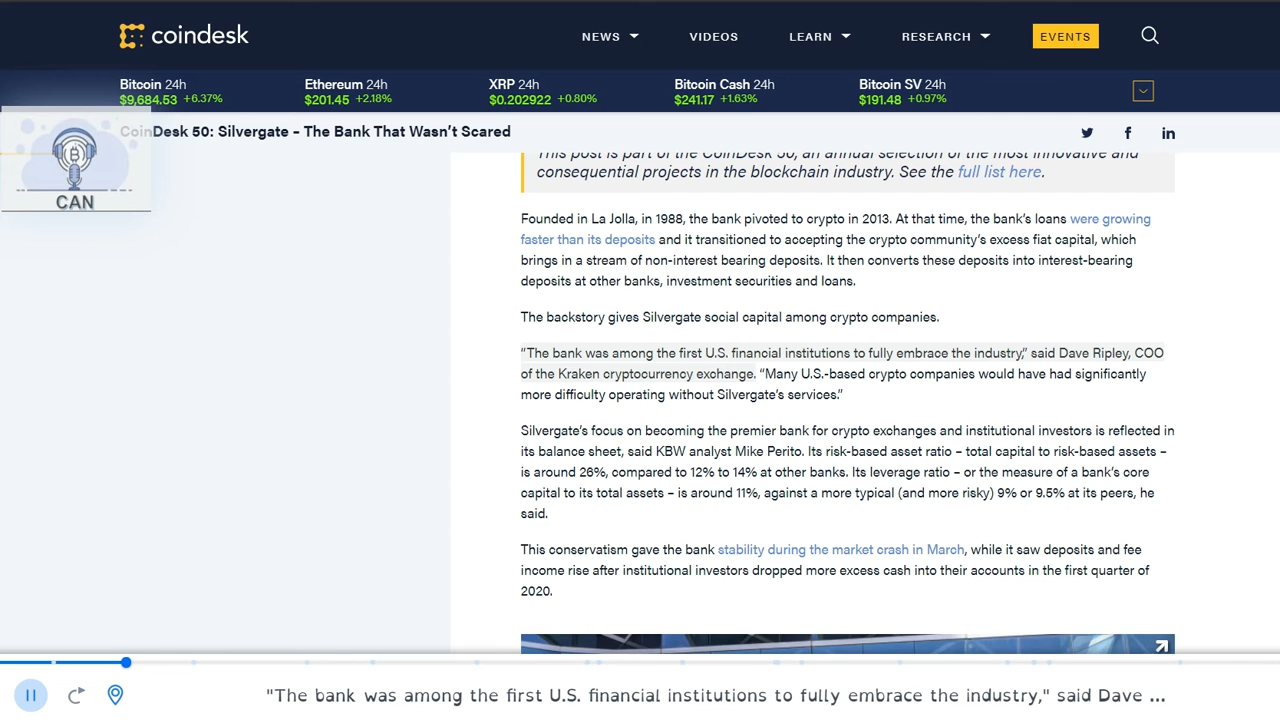 coindesk
NEWS VIDEOS LEARN RESEARCH EVENTS
Bitcoin 24h Ethereum 24h XRP 24h Bitcoin Cash 24h Bitcoin SV 24h
$9,684.53 +6.37% $201.45 +2.18% $0.202922 +0.80% $241.17 +1.63% $191.48 +0.97%
CoinDesk 50: Silvergate – The Bank That Wasn’t Scared
CAN
This post is part of the CoinDesk 50, an annual selection of the most innovative and
consequential projects in the blockchain industry. See the full list here.
Founded in La Jolla, in 1988, the bank pivoted to crypto in 2013. At that time, the bank’s loans were growing
faster than its deposits and it transitioned to accepting the crypto community’s excess fiat capital, which
brings in a stream of non-interest bearing deposits. It then converts these deposits into interest-bearing
deposits at other banks, investment securities and loans.
The backstory gives Silvergate social capital among crypto companies.
“The bank was among the first U.S. financial institutions to fully embrace the industry,” said Dave Ripley, COO
of the Kraken cryptocurrency exchange. “Many U.S.-based crypto companies would have had significantly
more difficulty operating without Silvergate’s services.”
Silvergate’s focus on becoming the premier bank for crypto exchanges and institutional investors is reflected in
its balance sheet, said KBW analyst Mike Perito. Its risk-based asset ratio – total capital to risk-based assets –
is around 26%, compared to 12% to 14% at other banks. Its leverage ratio – or the measure of a bank’s core
capital to its total assets – is around 11%, against a more typical (and more risky) 9% or 9.5% at its peers, he
said.
This conservatism gave the bank stability during the market crash in March, while it saw deposits and fee
income rise after institutional investors dropped more excess cash into their accounts in the first quarter of
2020.
"The bank was among the first U.S. financial institutions to fully embrace the industry," said Dave ...